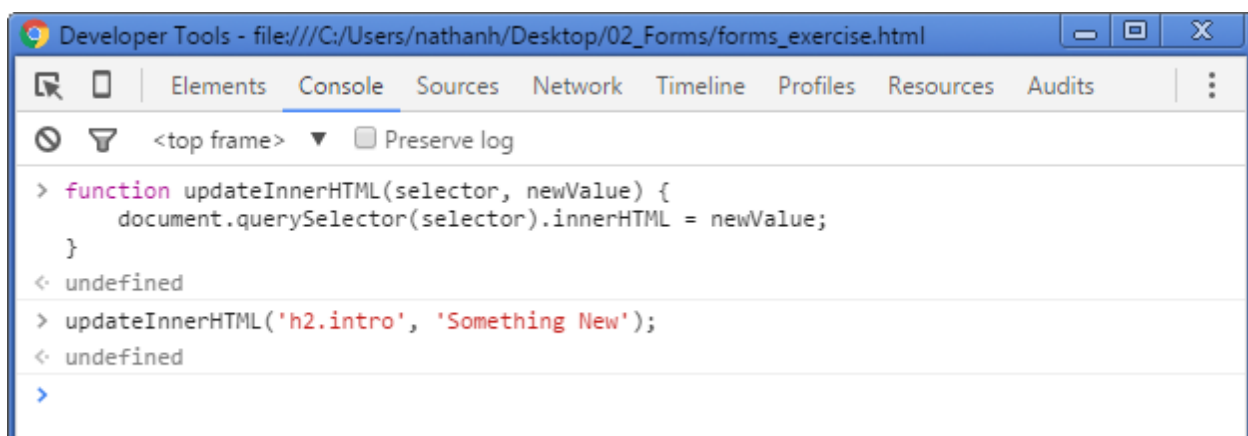 Developer Tools - file:///C:/Users/nathanh/Desktop/02_Forms/forms_exercise.html
Elements Console Sources Network Timeline Profiles Resources Audits
<top frame> ▼ Preserve log
> function updateInnerHTML(selector, newValue) {
    document.querySelector(selector).innerHTML = newValue;
}
undefined
> updateInnerHTML('h2.intro', 'Something New');
undefined
>